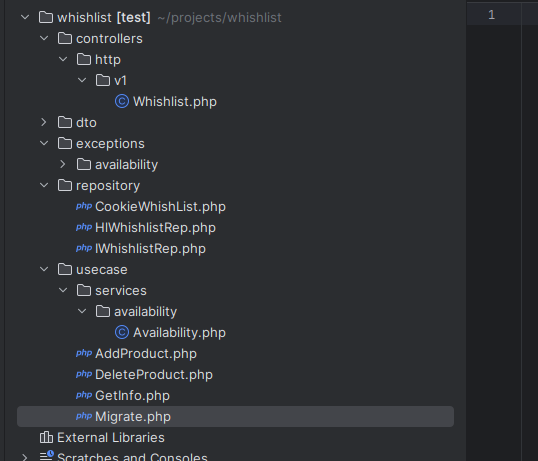 whishlist [test] ~/projects/whishlist
1
controllers
http
v1
Whishlist.php
dto
exceptions
availability
repository
php CookieWhishList.php
php HIWhishlistRep.php
php IWhishlistRep.php
usecase
services
availability
Availability.php
php AddProduct.php
php DeleteProduct.php
php GetInfo.php
php Migrate.php
External Libraries
Scratches and Consoles